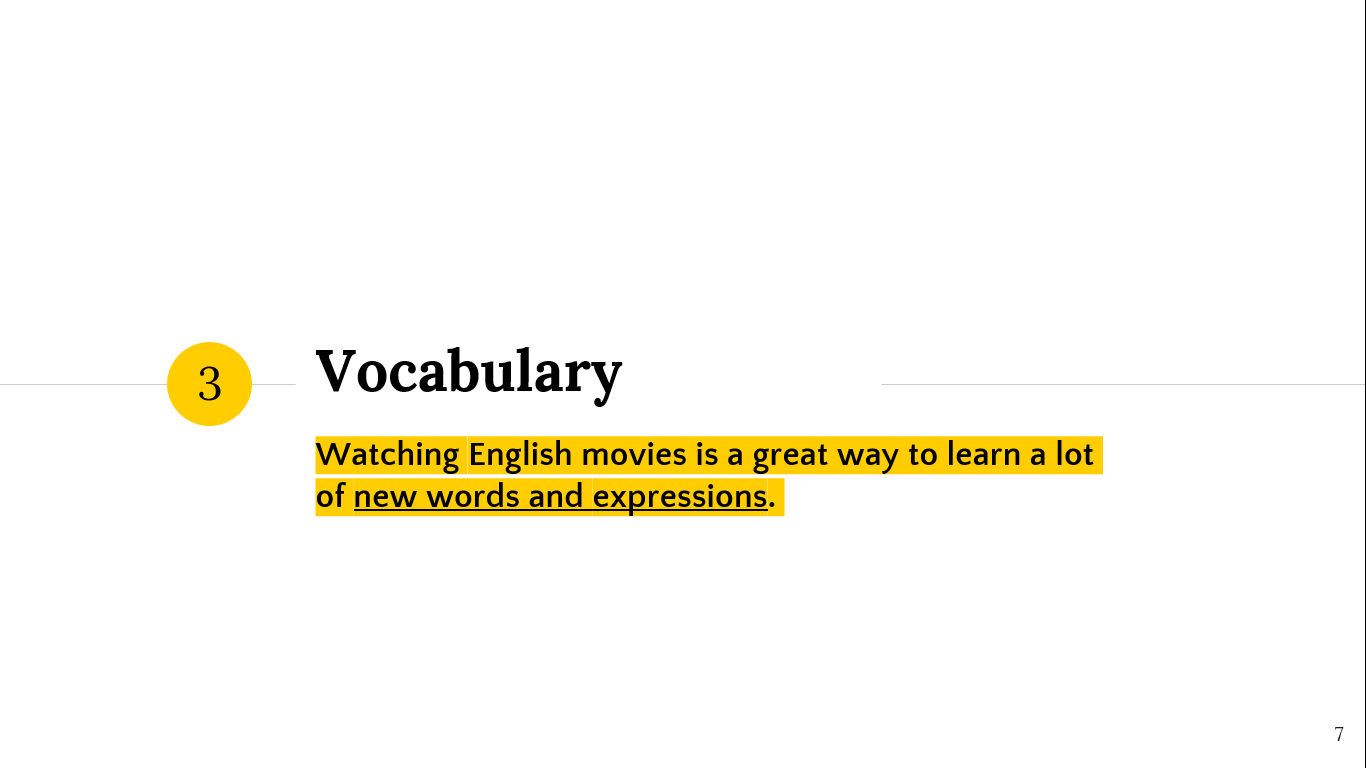 3
Vocabulary
Watching English movies is a great way to learn a lot
of new words and expressions.
7